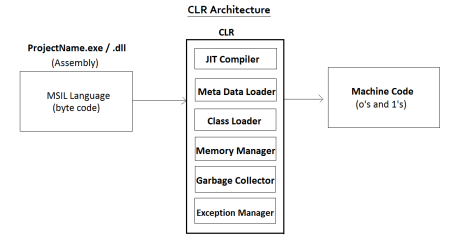 CLR Architecture
ProjectName.exe / .dll
(Assembly)
MSIL Language
(byte code)
CLR
JIT Compiler
Meta Data Loader
Class Loader
Memory Manager
Garbage Collector
Exception Manager
Machine Code
(o's and 1's)